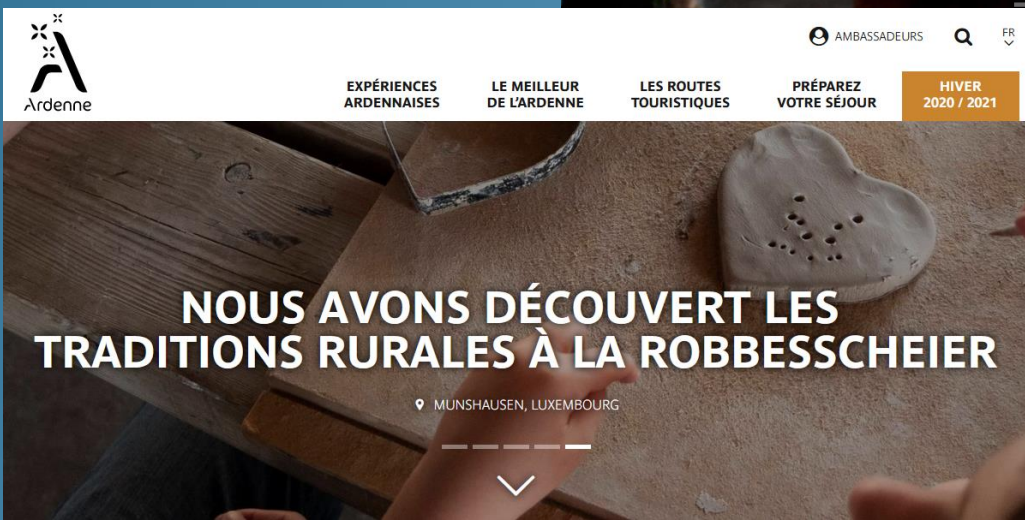 Ardenne
AMBASSADEURS
FR
EXPÉRIENCES
ARDENNAISES
LE MEILLEUR
DE L'ARDENNE
LES ROUTES
TOURISTIQUES
PRÉPAREZ
VOTRE SÉJOUR
HIVER
2020 / 2021
NOUS AVONS DÉCOUVERT LES
TRADITIONS RURALES À LA ROBBESSCHEIER
MUNSHAUSEN, LUXEMBOURG